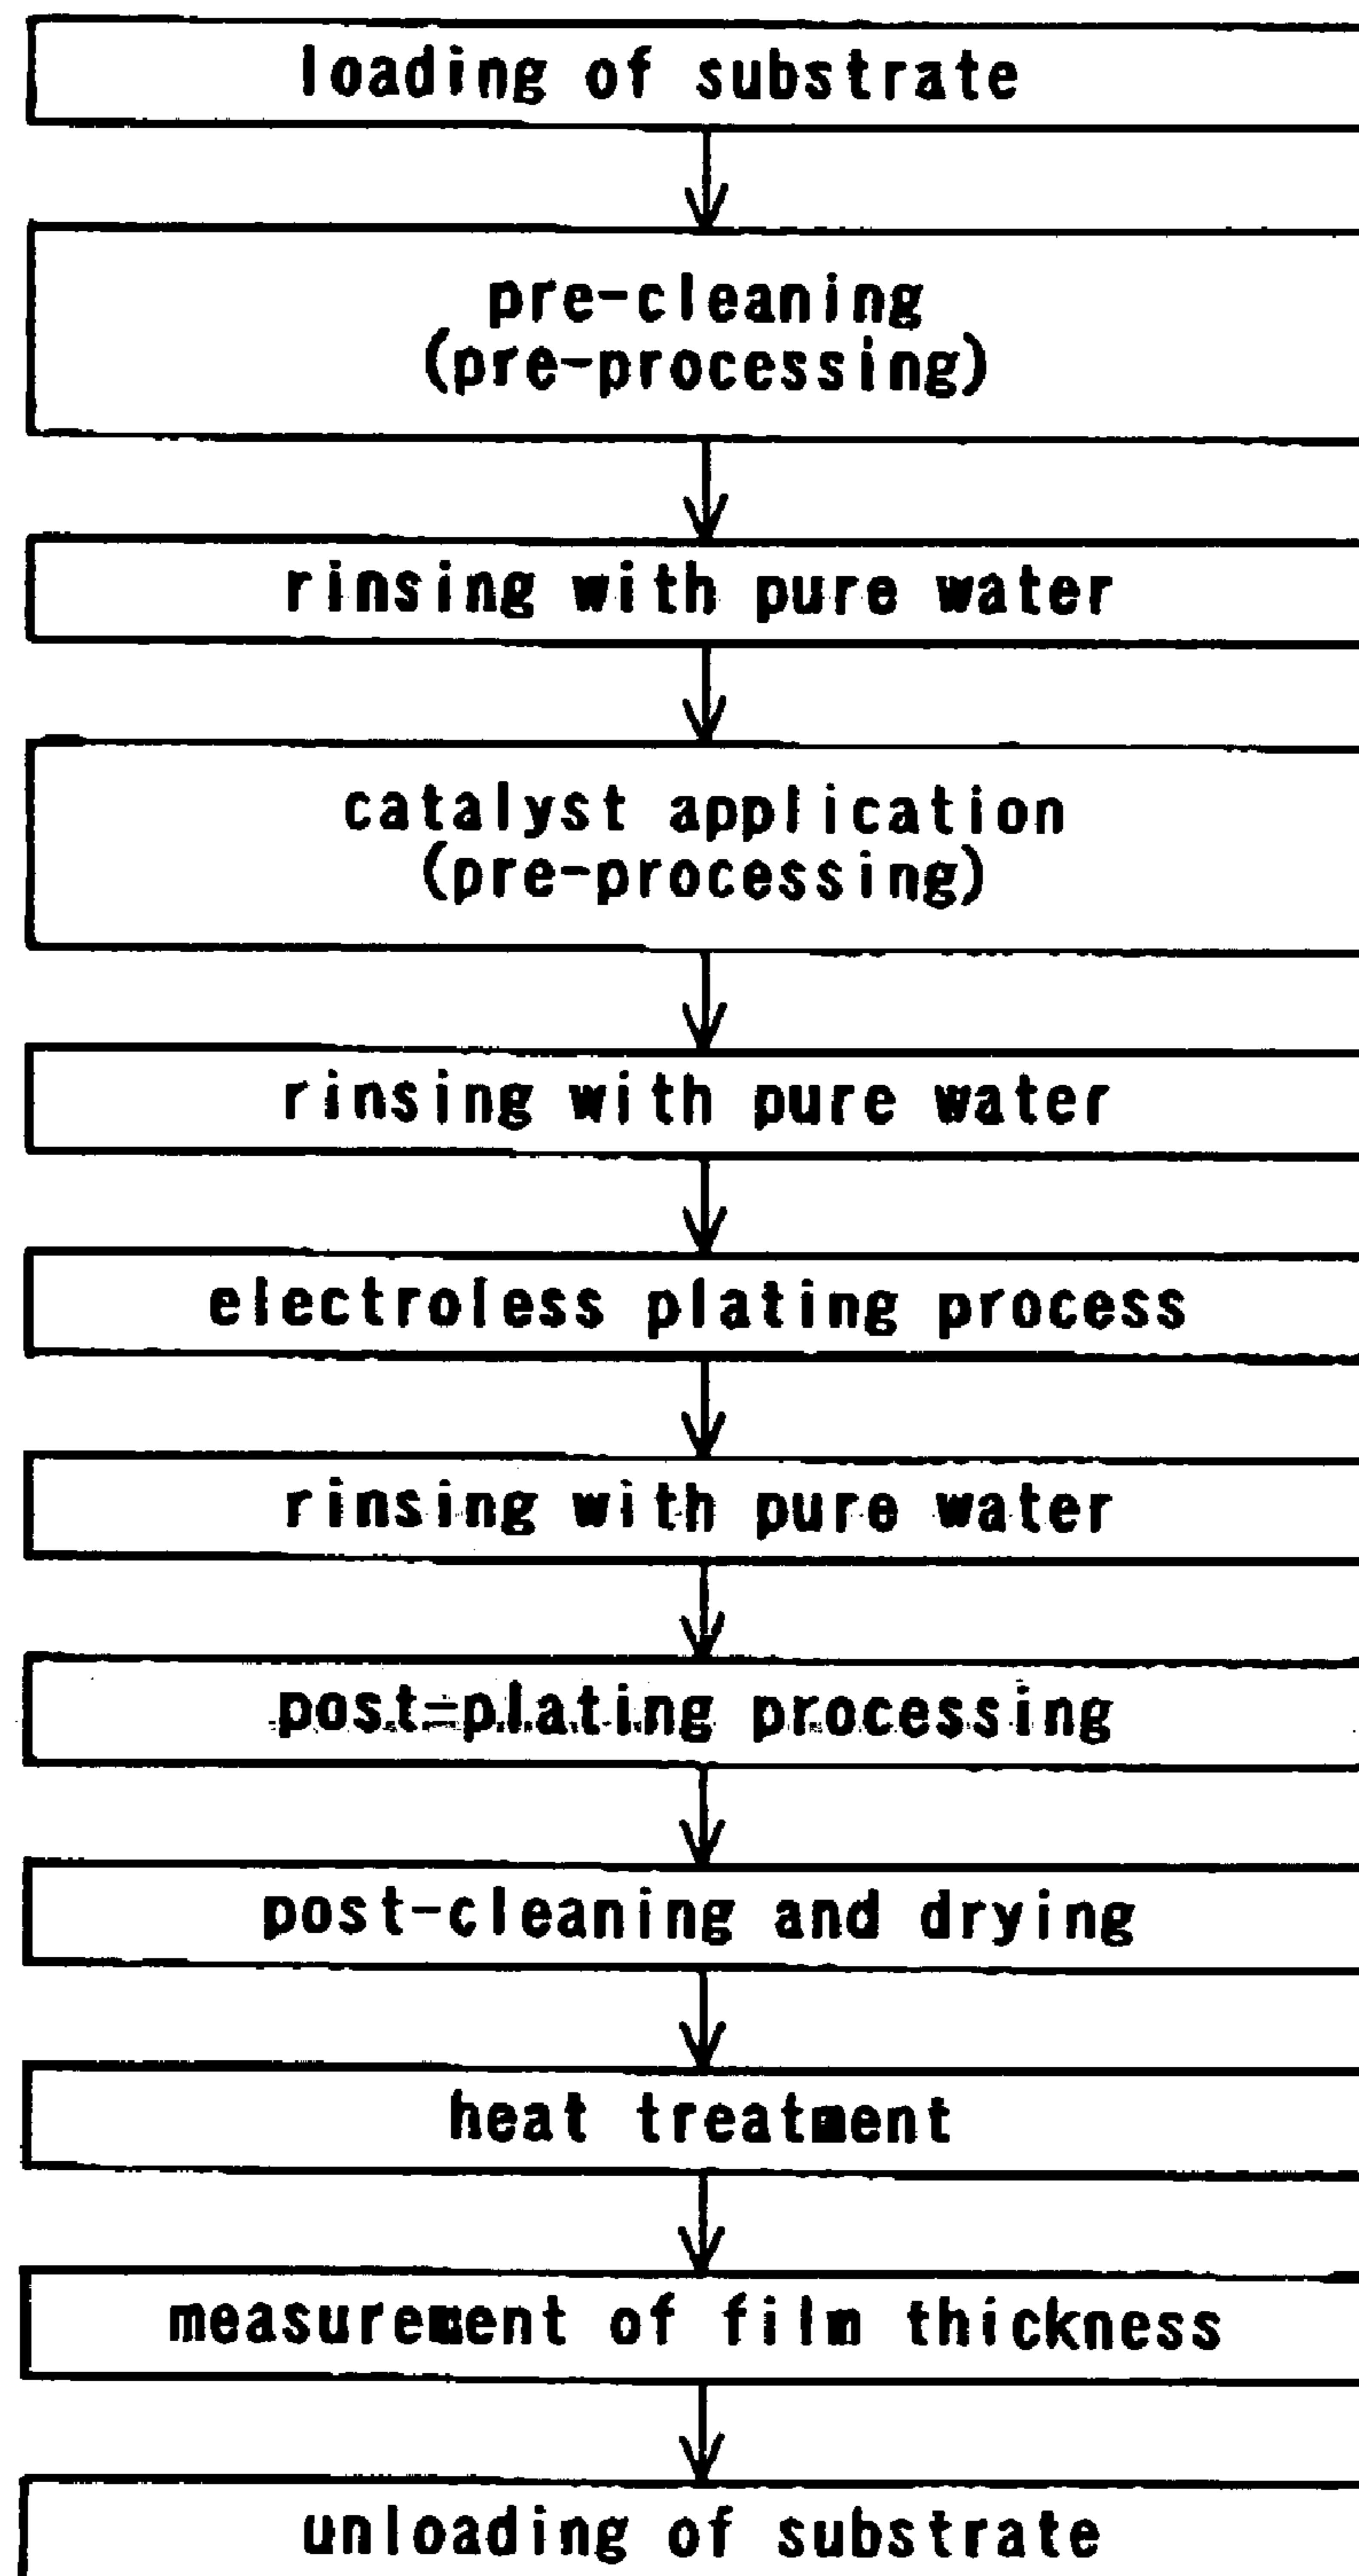 loading of substrate
pre-cleaning
(pre-processing)
rinsing with pure water
catalyst application
(pre-processing)
rinsing with pure water
electroless plating process
rinsing with pure water
post-plating processing
post-cleaning and drying
heat treatment
measurement of film thickness
unloading of substrate